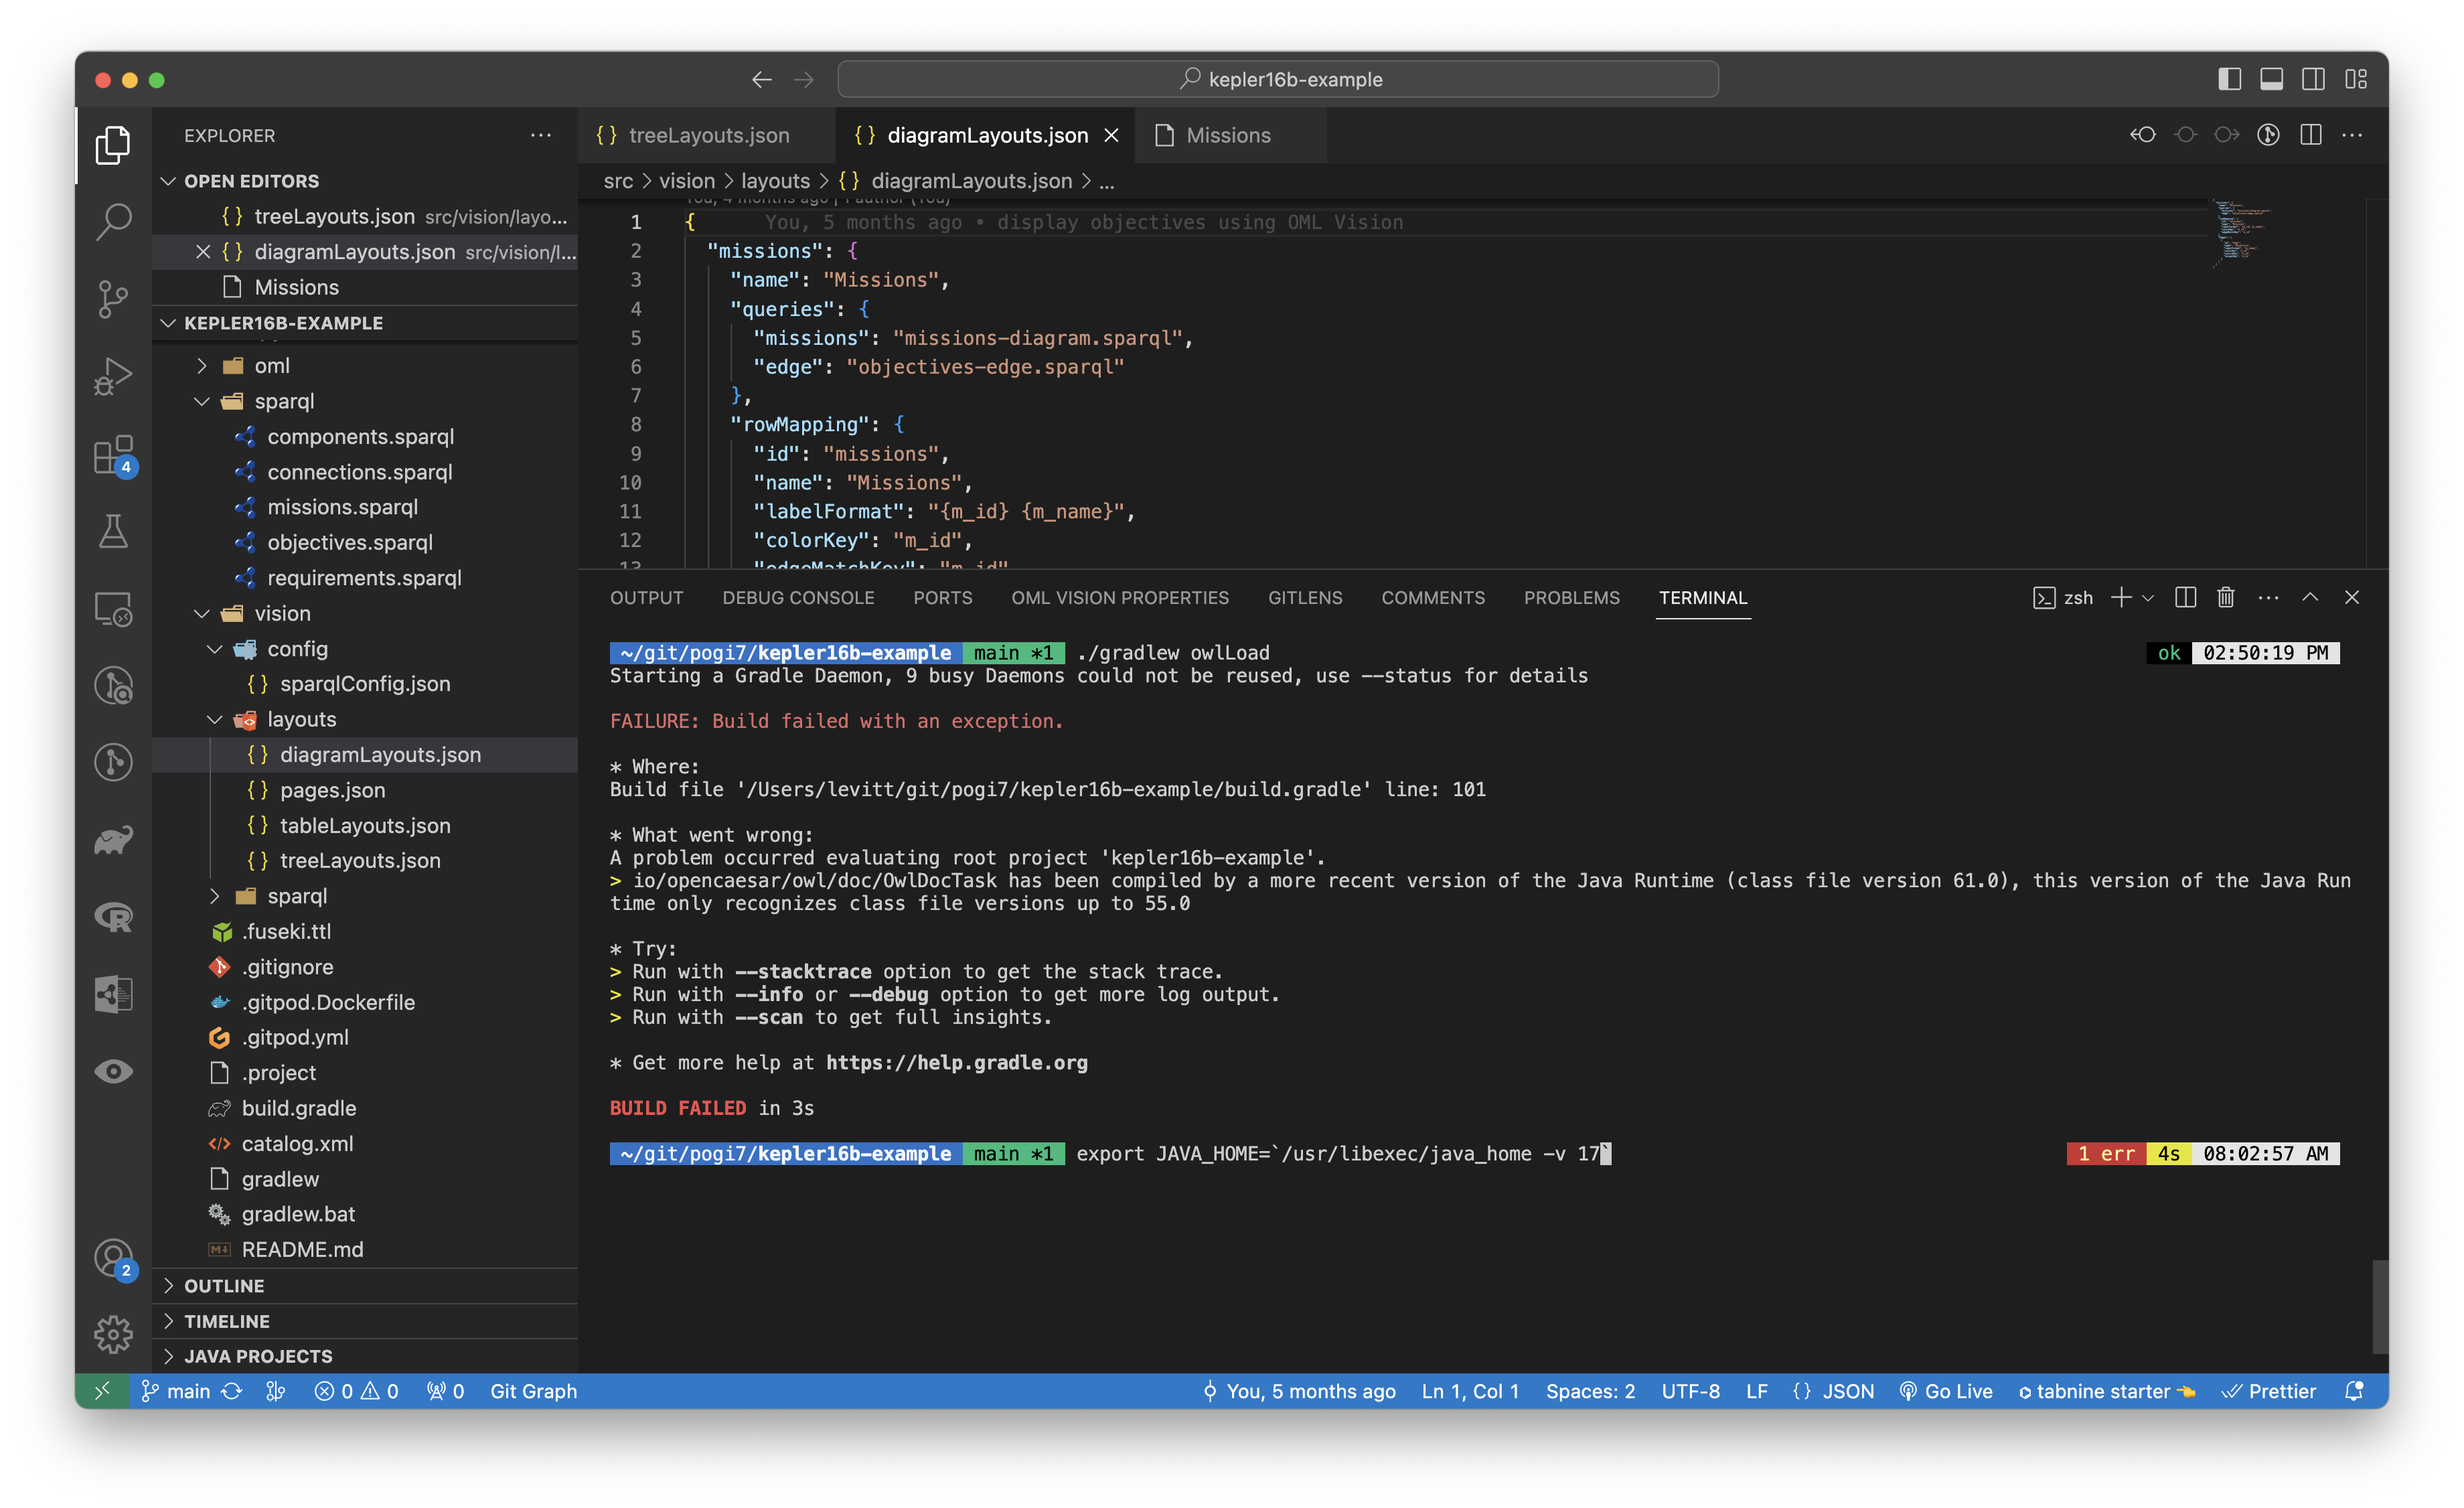 kepler16b-example
EXPLORER
OPEN EDITORS
treeLayouts.json src/vision/layo...
diagramLayouts.json src/vision/l...
Missions
KEPLER16B-EXAMPLE
oml
sparql
components.sparql
connections.sparql
missions.sparql
objectives.sparql
requirements.sparql
vision
config
sparqlConfig.json
layouts
diagramLayouts.json
pages.json
tableLayouts.json
treeLayouts.json
sparql
.fuseki.ttl
.gitignore
.gitpod.Dockerfile
.gitpod.yml
.project
build.gradle
catalog.xml
gradlew
gradlew.bat
README.md
OUTLINE
TIMELINE
JAVA PROJECTS
4
2
treeLayouts.json diagramLayouts.json Missions
src > vision > layouts > {} diagramLayouts.json > ...
You, 4 months ago | 1 author (You)
1 { You, 5 months ago • display objectives using OML Vision
2 "missions": {
3 "name": "Missions",
4 "queries": {
5 "missions": "missions-diagram.sparql",
6 "edge": "objectives-edge.sparql"
7 },
8 "rowMapping": {
9 "id": "missions",
10 "name": "Missions",
11 "labelFormat": "{m_id} {m_name}",
12 "colorKey": "m_id",
13 "edgeMatchKey": "m_id"
OUTPUT DEBUG CONSOLE PORTS OML VISION PROPERTIES GITLENS COMMENTS PROBLEMS TERMINAL zsh
~/git/pogi7/kepler16b-example main *1 ./gradlew owlLoad ok 02:50:19 PM
Starting a Gradle Daemon, 9 busy Daemons could not be reused, use --status for details
FAILURE: Build failed with an exception.
* Where:
Build file '/Users/levitt/git/pogi7/kepler16b-example/build.gradle' line: 101
* What went wrong:
A problem occurred evaluating root project 'kepler16b-example'.
> io/opencaesar/owl/doc/OwlDocTask has been compiled by a more recent version of the Java Runtime (class file version 61.0), this version of the Java Run
time only recognizes class file versions up to 55.0
* Try:
> Run with --stacktrace option to get the stack trace.
> Run with --info or --debug option to get more log output.
> Run with --scan to get full insights.
* Get more help at https://help.gradle.org
BUILD FAILED in 3s
~/git/pogi7/kepler16b-example main *1 export JAVA_HOME=`/usr/libexec/java_home -v 17` 1 err 4s 08:02:57 AM
main 0 0 0 Git Graph You, 5 months ago Ln 1, Col 1 Spaces: 2 UTF-8 LF {} JSON Go Live tabnine starter Prettier